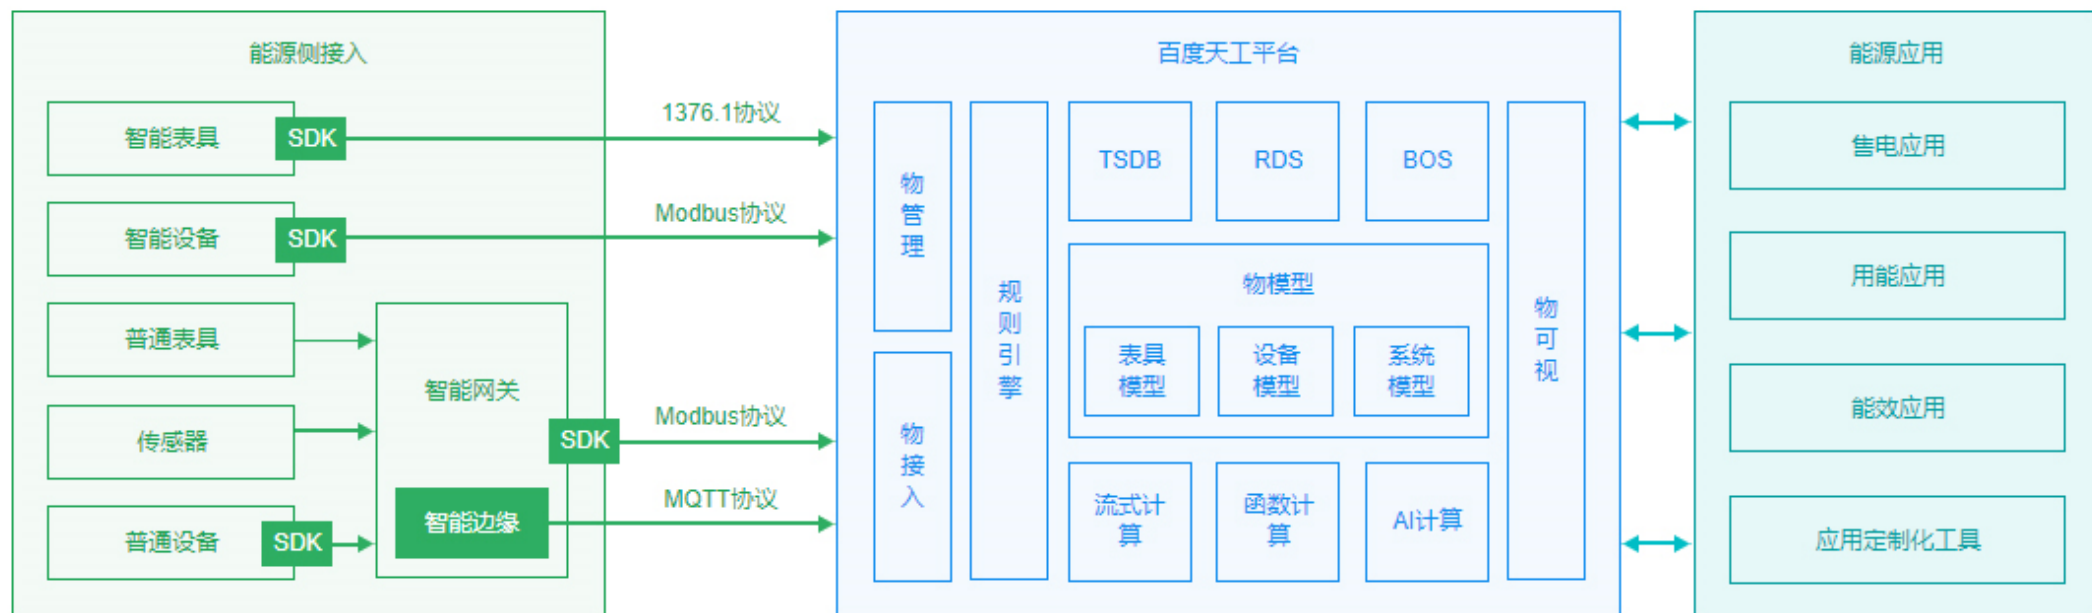 能源侧接入
智能表具
SDK
智能设备
SDK
普通表具
传感器
普通设备
SDK
智能网关
SDK
智能边缘
1376.1协议
Modbus协议
Modbus协议
MQTT协议
百度天工平台
物管理
物接入
规则引擎
TSDB
RDS
BOS
物模型
表具
模型
设备
模型
系统
模型
流式计
算
函数计
算
AI计算
物可视
能源应用
售电应用
用能应用
能效应用
应用定制化工具